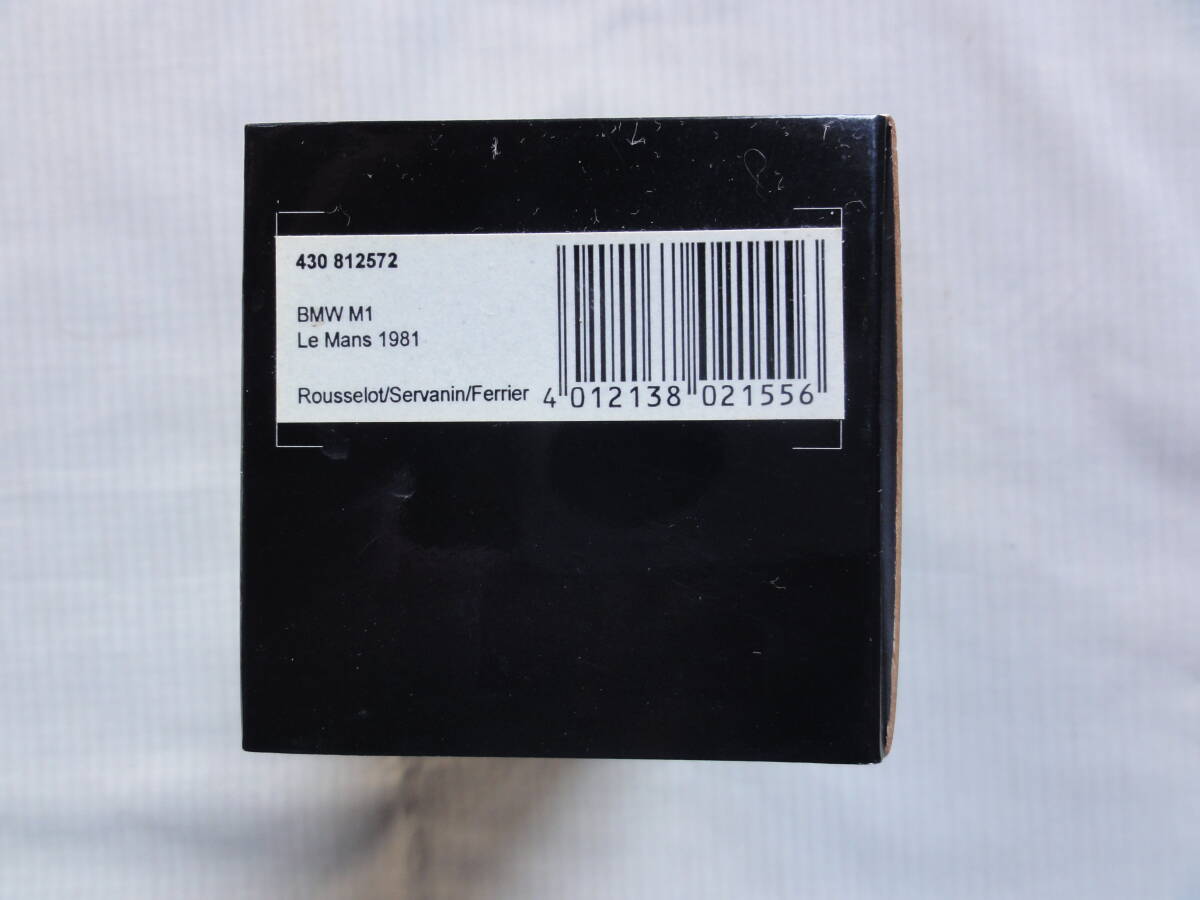 430 812572
BMW M1
Le Mans 1981
Rousselot/Servanin/Ferrier
4 012138 021556